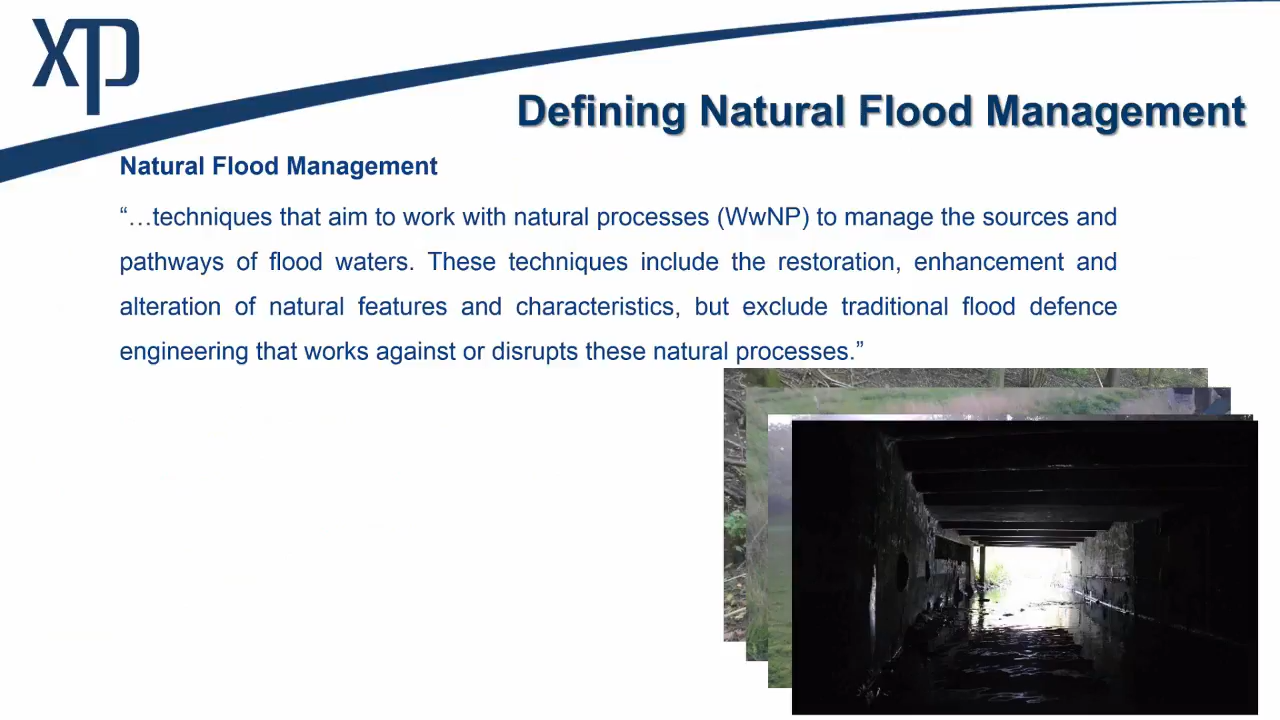 XP
Defining Natural Flood Management
Natural Flood Management
“…techniques that aim to work with natural processes (WwNP) to manage the sources and
pathways of flood waters. These techniques include the restoration, enhancement and
alteration of natural features and characteristics, but exclude traditional flood defence
engineering that works against or disrupts these natural processes.”